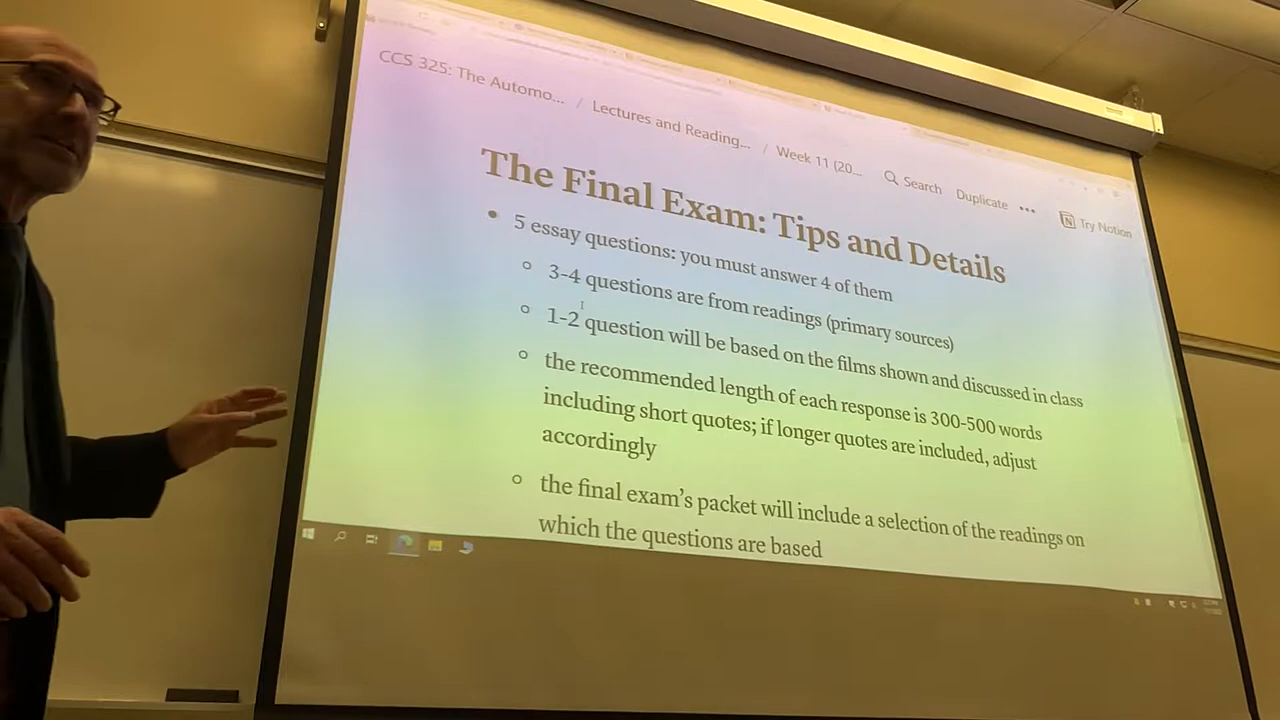 CCS 325: The Automo... / Lectures and Reading... / Week 11 (20... Search Duplicate ••• Try Notion
The Final Exam: Tips and Details
• 5 essay questions: you must answer 4 of them
○ 3-4 questions are from readings (primary sources)
○ 1-2 question will be based on the films shown and discussed in class
○ the recommended length of each response is 300-500 words
including short quotes; if longer quotes are included, adjust
accordingly
○ the final exam's packet will include a selection of the readings on
which the questions are based